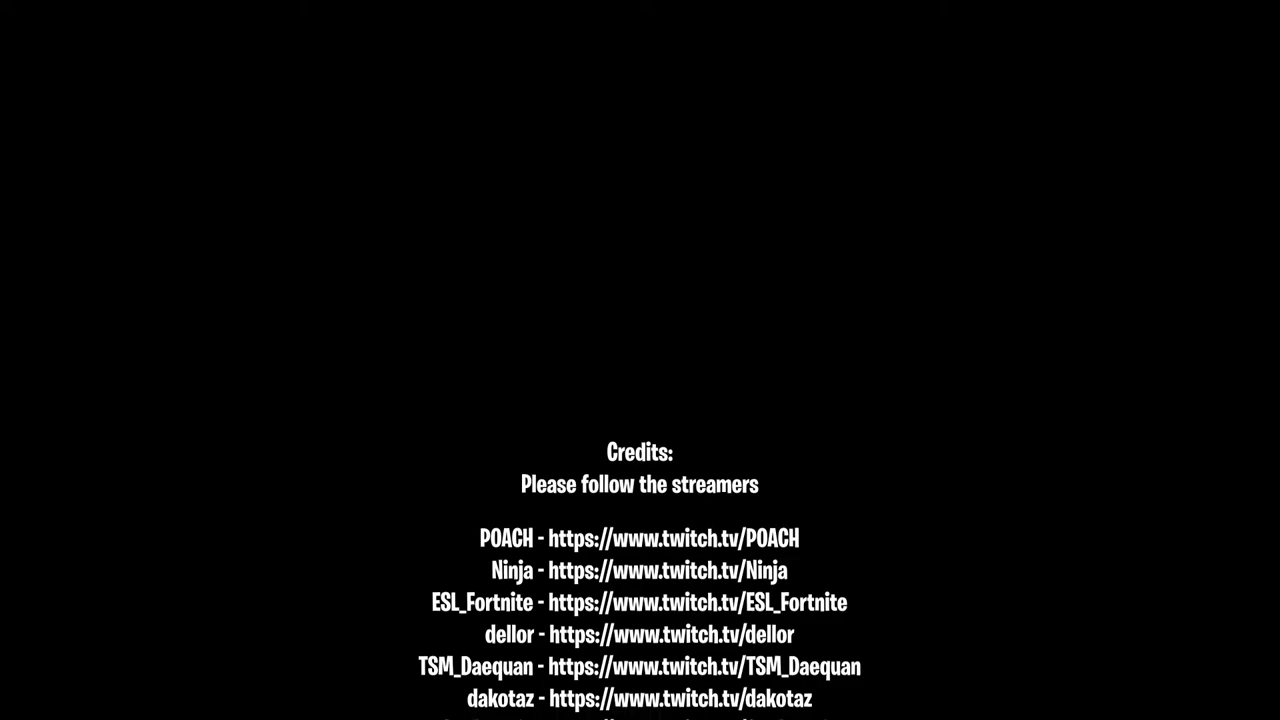 Credits:
Please follow the streamers
POACH - https://www.twitch.tv/POACH
Ninja - https://www.twitch.tv/Ninja
ESL_Fortnite - https://www.twitch.tv/ESL_Fortnite
dellor - https://www.twitch.tv/dellor
TSM_Daequan - https://www.twitch.tv/TSM_Daequan
dakotaz - https://www.twitch.tv/dakotaz